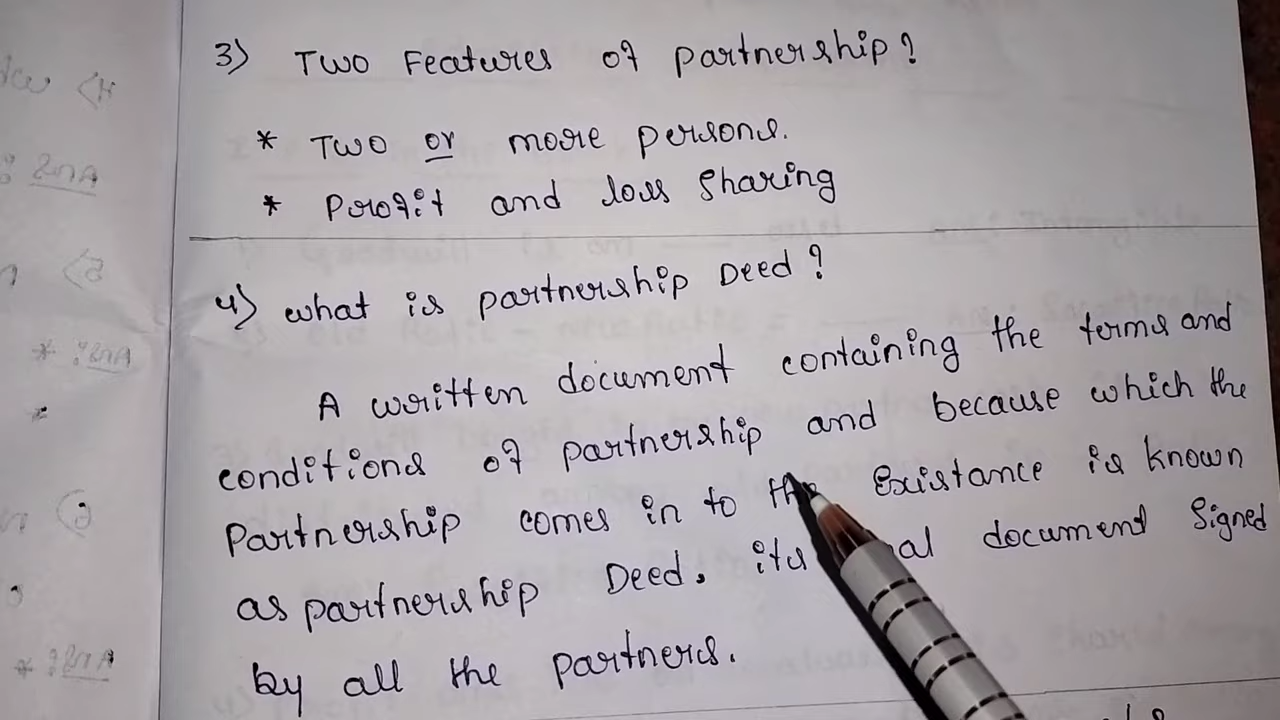 3) Two Features of partnership?
* Two or more persons.
* Profit and loss sharing
4) What is partnership Deed?
A written document containing the terms and
conditions of partnership and because which the
Partnership comes in to the Existance is known
as partnership Deed. its document Signed
by all the partners.